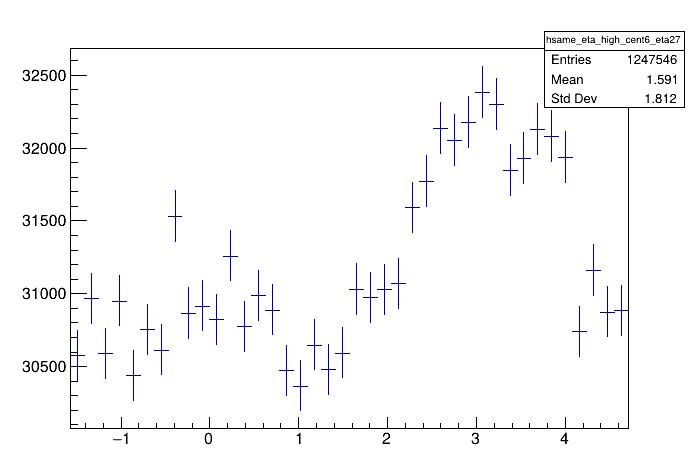 hsame_eta_high_cent6_eta27
Entries 1247546
Mean 1.591
Std Dev 1.812
32500
32000
31500
31000
30500
−1 0 1 2 3 4